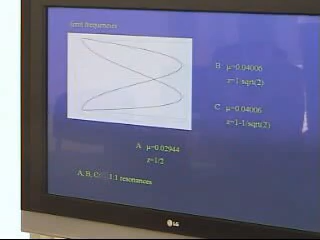 frequencies
B μ=0.04006
z=1/sqrt(2)
C μ=0.04006
z=1-1/sqrt(2)
A μ=0.02944
z=1/2
A, B, C: 1:1 resonances
LG